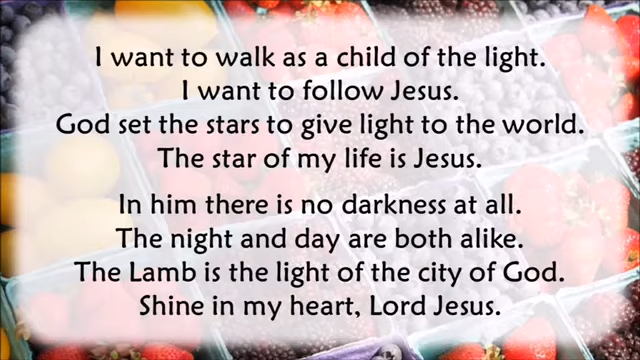 I want to walk as a child of the light.
I want to follow Jesus.
God set the stars to give light to the world.
The star of my life is Jesus.
In him there is no darkness at all.
The night and day are both alike.
The Lamb is the light of the city of God.
Shine in my heart, Lord Jesus.